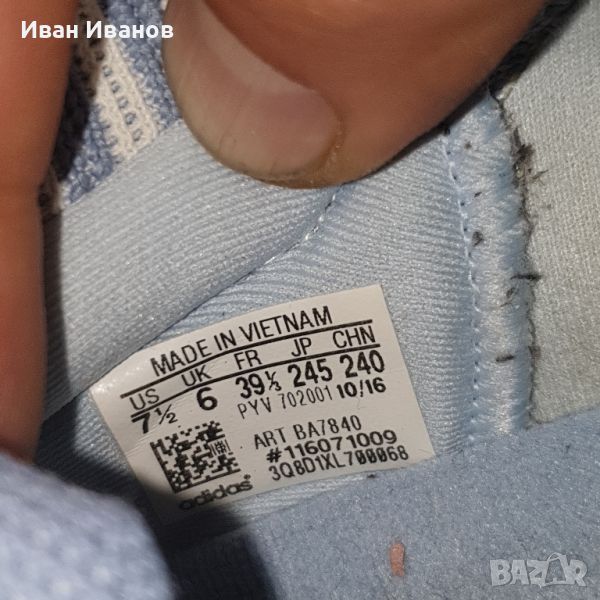 Иван Иванов
MADE IN VIETNAM
US UK FR JP CHN
7½ 6 39⅓ 245 240
PYV 702001 10/16
ART BA7840
#116071009
3Q8D1XL700068
adidas
BAZAR